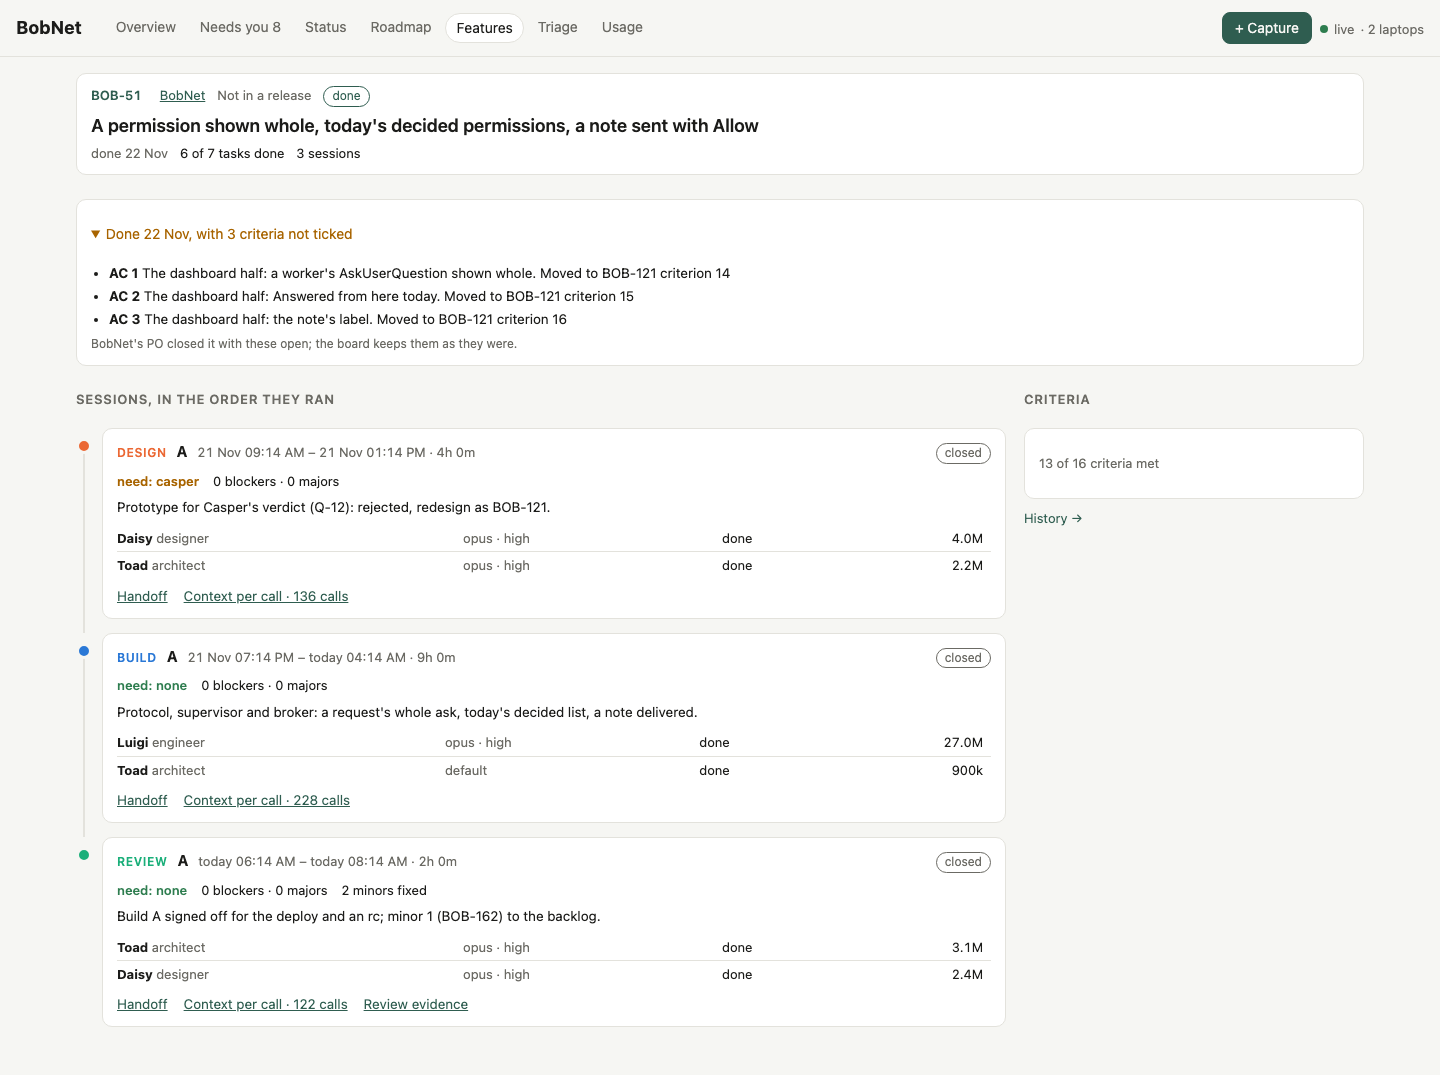 BobNet Overview Needs you 8 Status Roadmap Features Triage Usage + Capture live · 2 laptops
BOB-51 BobNet Not in a release done
A permission shown whole, today's decided permissions, a note sent with Allow
done 22 Nov 6 of 7 tasks done 3 sessions
▼ Done 22 Nov, with 3 criteria not ticked
• AC 1 The dashboard half: a worker's AskUserQuestion shown whole. Moved to BOB-121 criterion 14
• AC 2 The dashboard half: Answered from here today. Moved to BOB-121 criterion 15
• AC 3 The dashboard half: the note's label. Moved to BOB-121 criterion 16
BobNet's PO closed it with these open; the board keeps them as they were.
SESSIONS, IN THE ORDER THEY RAN
DESIGN A 21 Nov 09:14 AM – 21 Nov 01:14 PM · 4h 0m closed
need: casper 0 blockers · 0 majors
Prototype for Casper's verdict (Q-12): rejected, redesign as BOB-121.
Daisy designer opus · high done 4.0M
Toad architect opus · high done 2.2M
Handoff Context per call · 136 calls
BUILD A 21 Nov 07:14 PM – today 04:14 AM · 9h 0m closed
need: none 0 blockers · 0 majors
Protocol, supervisor and broker: a request's whole ask, today's decided list, a note delivered.
Luigi engineer opus · high done 27.0M
Toad architect default done 900k
Handoff Context per call · 228 calls
REVIEW A today 06:14 AM – today 08:14 AM · 2h 0m closed
need: none 0 blockers · 0 majors 2 minors fixed
Build A signed off for the deploy and an rc; minor 1 (BOB-162) to the backlog.
Toad architect opus · high done 3.1M
Daisy designer opus · high done 2.4M
Handoff Context per call · 122 calls Review evidence
CRITERIA
13 of 16 criteria met
History →